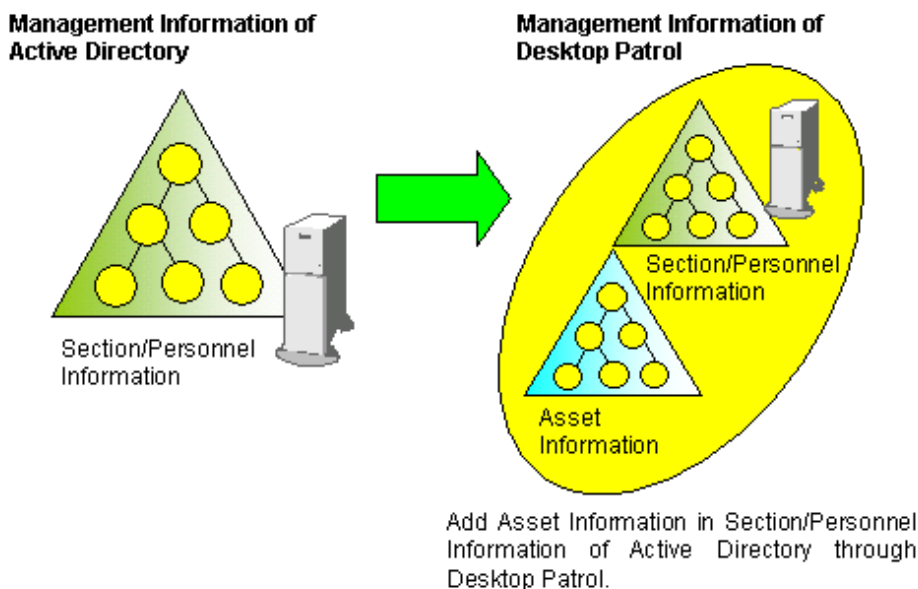 Management Information of
Active Directory
Management Information of
Desktop Patrol
Section/Personnel
Information
Section/Personnel
Information
Asset
Information
Add Asset Information in Section/Personnel
Information of Active Directory through
Desktop Patrol.